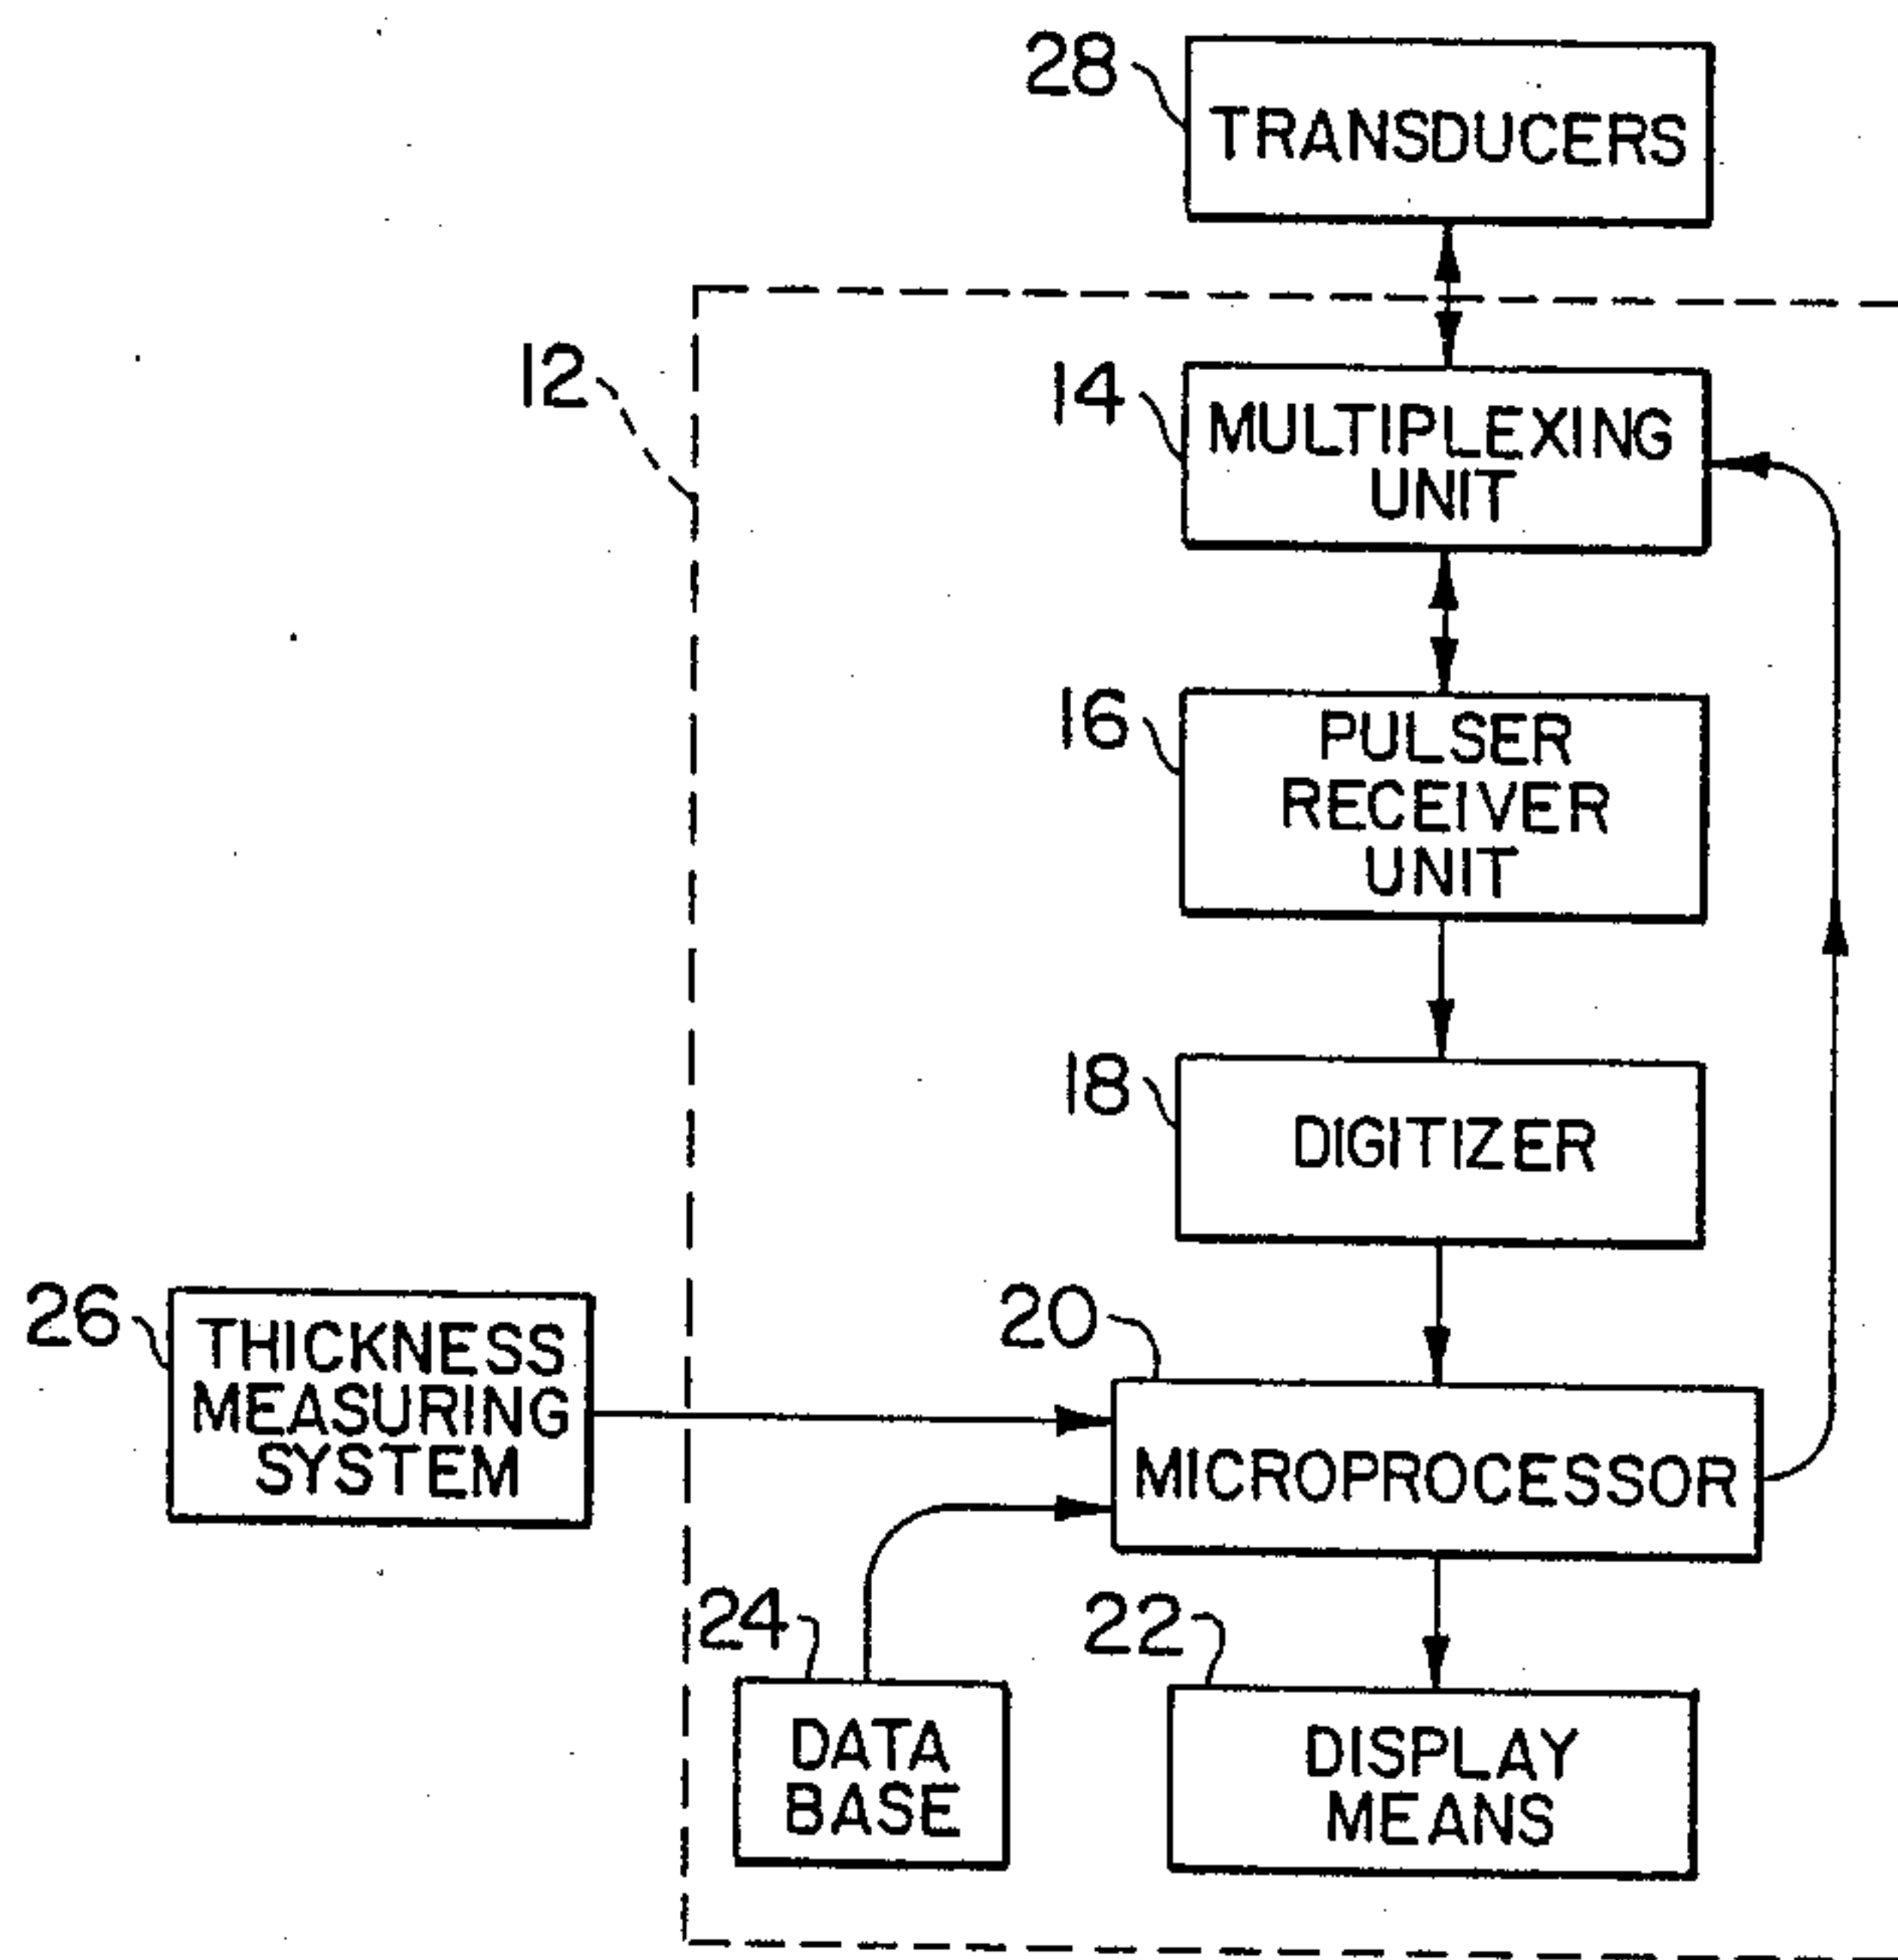 28
TRANSDUCERS
12
14
MULTIPLEXING
UNIT
16
PULSER
RECEIVER
UNIT
18
DIGITIZER
26
THICKNESS
MEASURING
SYSTEM
20
MICROPROCESSOR
24
DATA
BASE
22
DISPLAY
MEANS